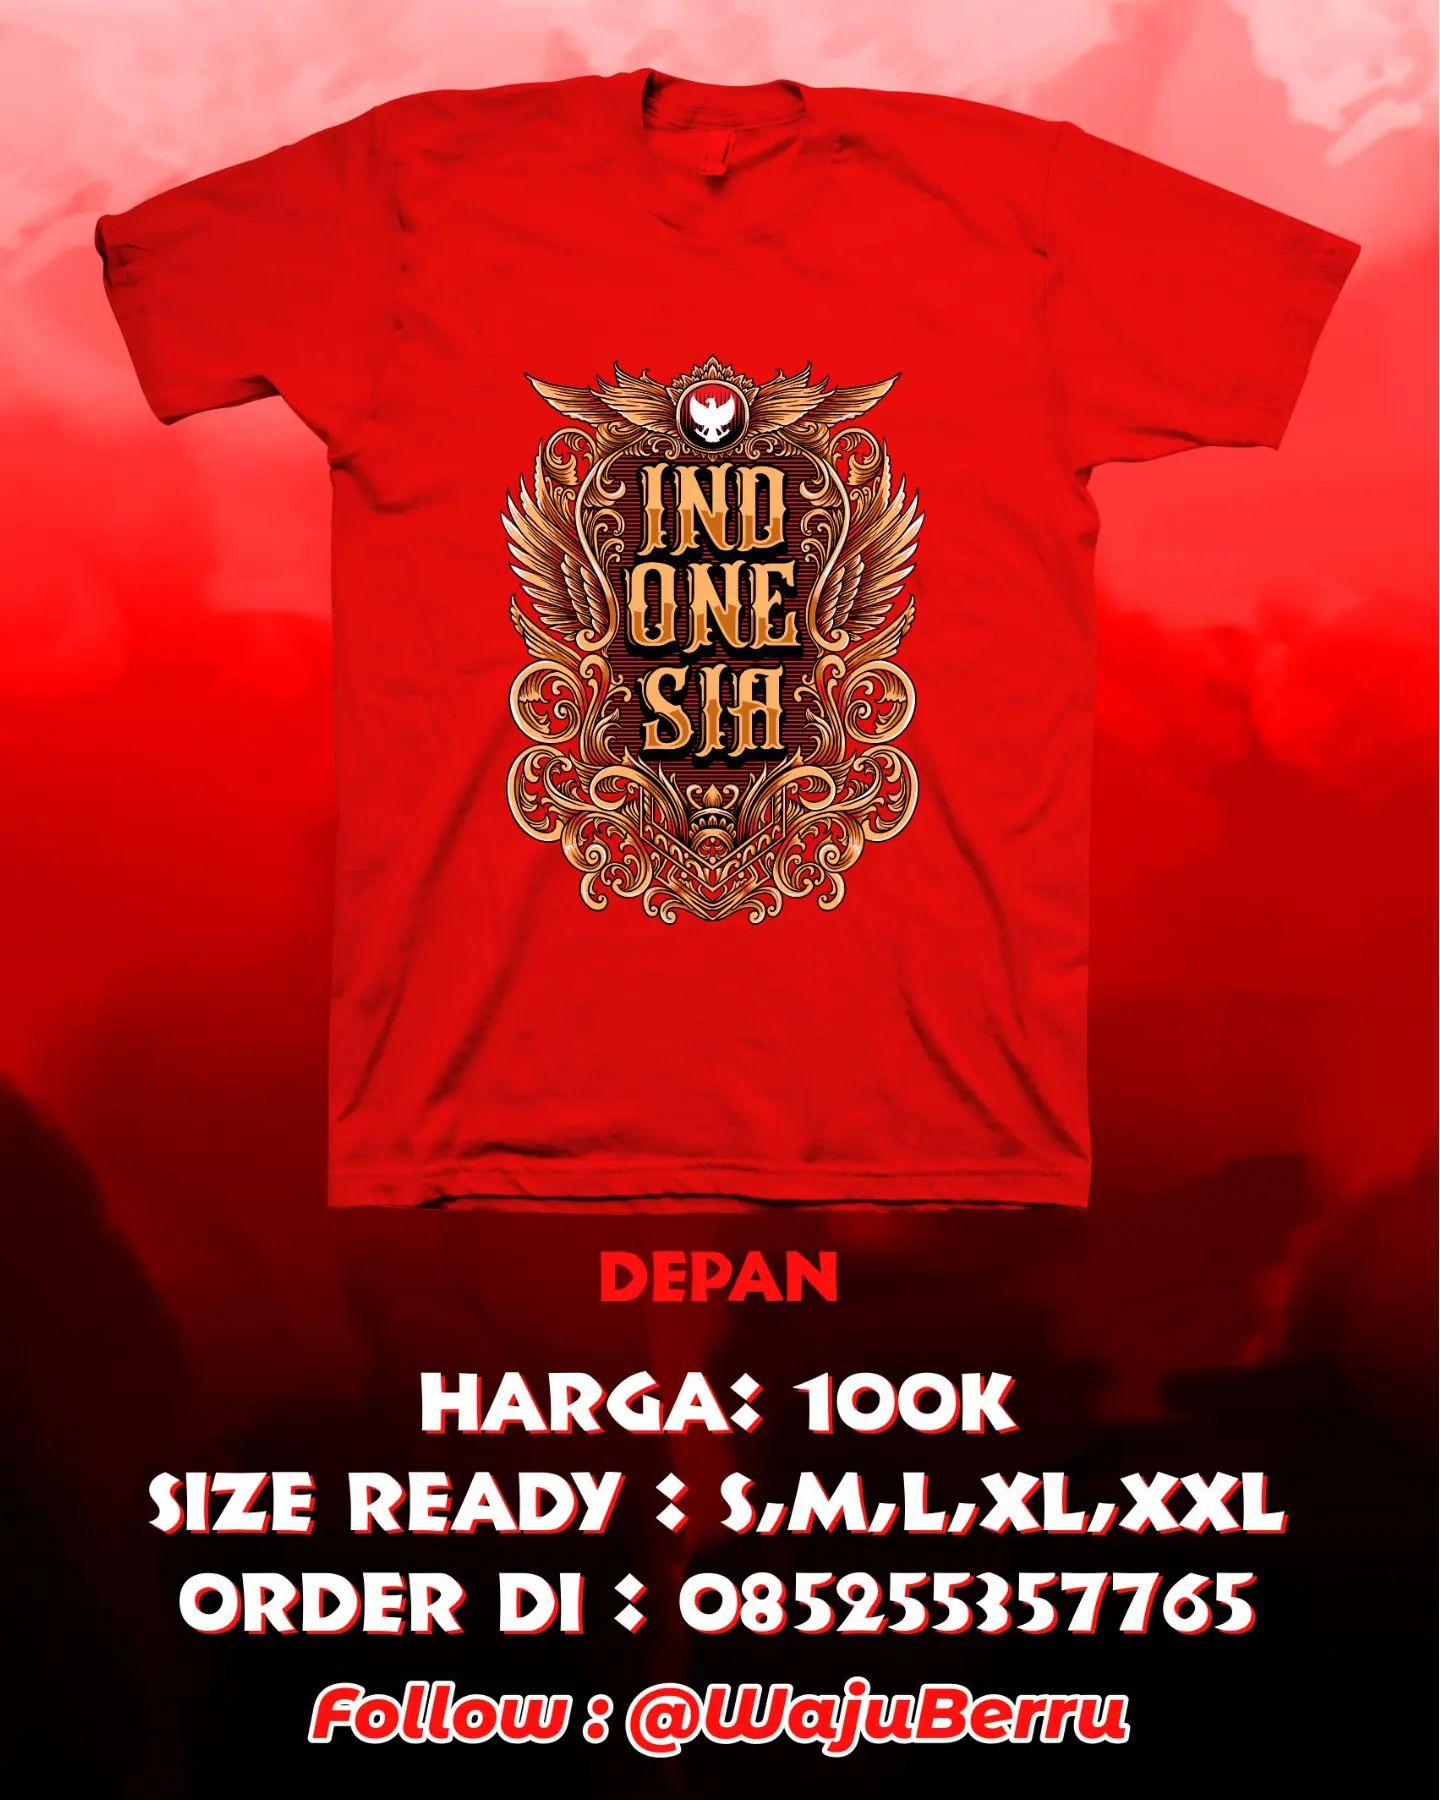 IND
ONE
SIA
DEPAN
HARGA: 100K
SIZE READY : S,M,L,XL,XXL
ORDER DI : 085255357765
Follow : @WajuBerru